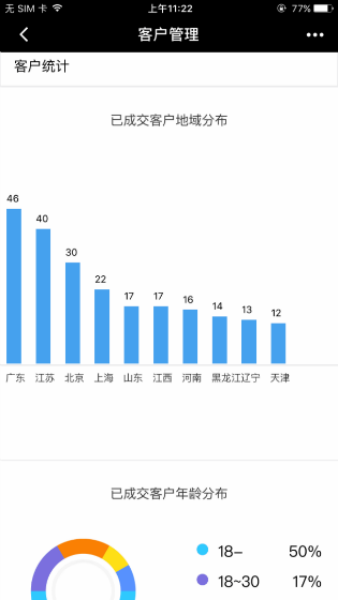 无 SIM 卡 上午11:22 77%
客户管理
客户统计
已成交客户地域分布
46
40
30
22
17
17
16
14
13
12
广东 江苏 北京 上海 山东 江西 河南 黑龙江辽宁 天津
已成交客户年龄分布
18– 50%
18~30 17%